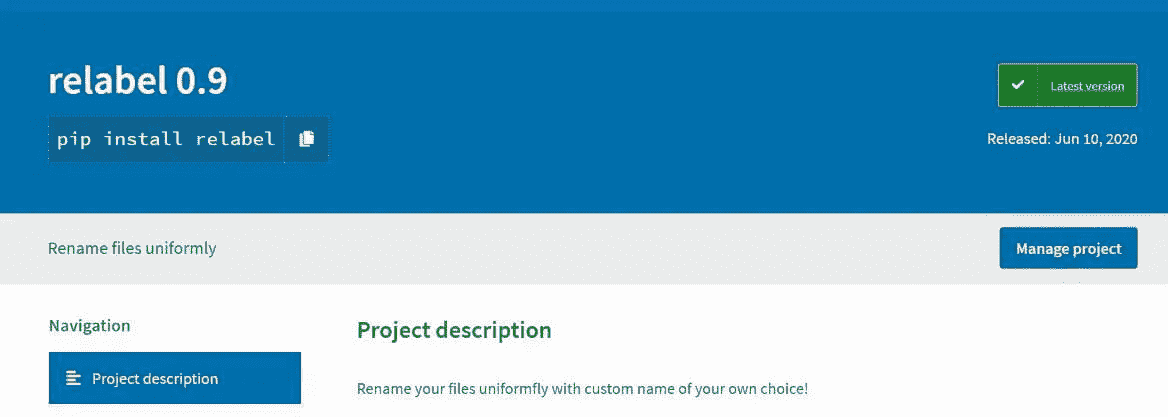 relabel 0.9
pip install relabel
Latest version
Released: Jun 10, 2020
Rename files uniformly
Manage project
Navigation
Project description
Project description
Rename your files uniformfly with custom name of your own choice!